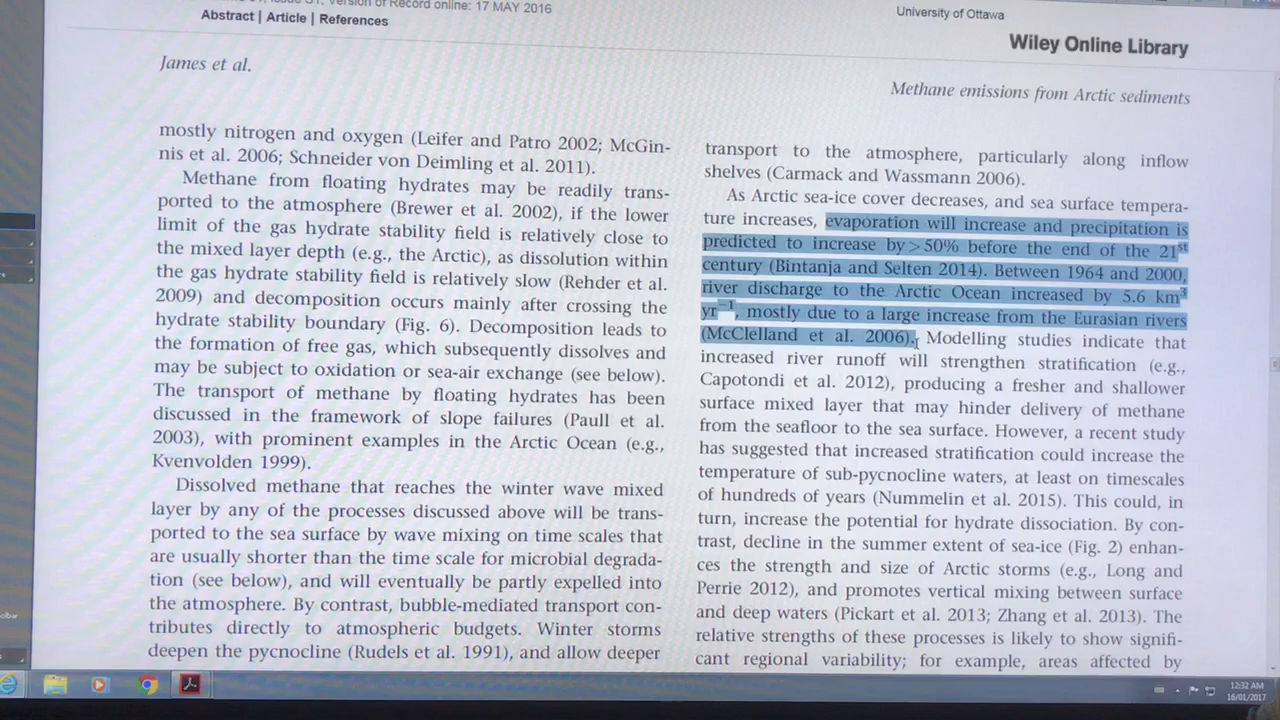 Version of Record online: 17 MAY 2016
Abstract | Article | References
University of Ottawa
Wiley Online Library
James et al.
Methane emissions from Arctic sediments
mostly nitrogen and oxygen (Leifer and Patro 2002; McGin-
nis et al. 2006; Schneider von Deimling et al. 2011).
Methane from floating hydrates may be readily trans-
ported to the atmosphere (Brewer et al. 2002), if the lower
limit of the gas hydrate stability field is relatively close to
the mixed layer depth (e.g., the Arctic), as dissolution within
the gas hydrate stability field is relatively slow (Rehder et al.
2009) and decomposition occurs mainly after crossing the
hydrate stability boundary (Fig. 6). Decomposition leads to
the formation of free gas, which subsequently dissolves and
may be subject to oxidation or sea-air exchange (see below).
The transport of methane by floating hydrates has been
discussed in the framework of slope failures (Paull et al.
2003), with prominent examples in the Arctic Ocean (e.g.,
Kvenvolden 1999).
Dissolved methane that reaches the winter wave mixed
layer by any of the processes discussed above will be trans-
ported to the sea surface by wave mixing on time scales that
are usually shorter than the time scale for microbial degrada-
tion (see below), and will eventually be partly expelled into
the atmosphere. By contrast, bubble-mediated transport con-
tributes directly to atmospheric budgets. Winter storms
deepen the pycnocline (Rudels et al. 1991), and allow deeper
transport to the atmosphere, particularly along inflow
shelves (Carmack and Wassmann 2006).
As Arctic sea-ice cover decreases, and sea surface tempera-
ture increases, evaporation will increase and precipitation is
predicted to increase by > 50% before the end of the 21st
century (Bintanja and Selten 2014). Between 1964 and 2000,
river discharge to the Arctic Ocean increased by 5.6 km³
yr⁻¹, mostly due to a large increase from the Eurasian rivers
(McClelland et al. 2006). Modelling studies indicate that
increased river runoff will strengthen stratification (e.g.,
Capotondi et al. 2012), producing a fresher and shallower
surface mixed layer that may hinder delivery of methane
from the seafloor to the sea surface. However, a recent study
has suggested that increased stratification could increase the
temperature of sub-pycnocline waters, at least on timescales
of hundreds of years (Nummelin et al. 2015). This could, in
turn, increase the potential for hydrate dissociation. By con-
trast, decline in the summer extent of sea-ice (Fig. 2) enhan-
ces the strength and size of Arctic storms (e.g., Long and
Perrie 2012), and promotes vertical mixing between surface
and deep waters (Pickart et al. 2013; Zhang et al. 2013). The
relative strengths of these processes is likely to show signifi-
cant regional variability; for example, areas affected by
12:32 AM
16/01/2017